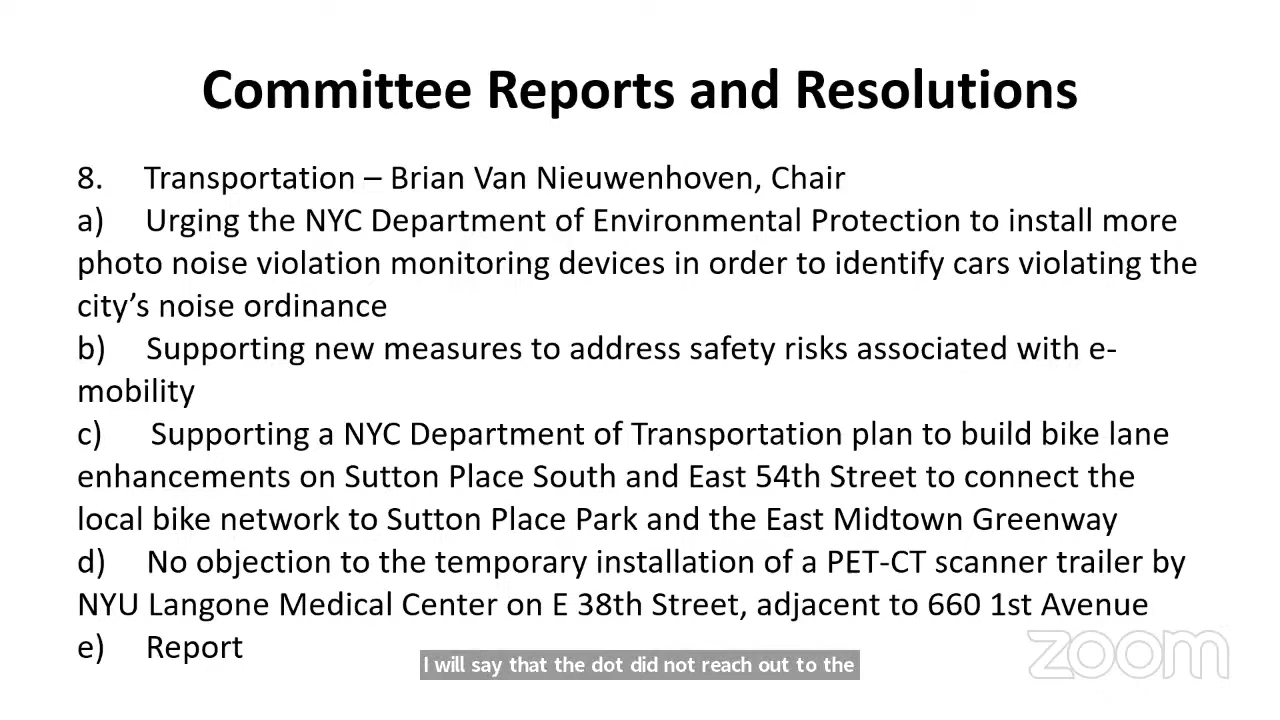 Committee Reports and Resolutions
8. Transportation – Brian Van Nieuwenhoven, Chair
a) Urging the NYC Department of Environmental Protection to install more
photo noise violation monitoring devices in order to identify cars violating the
city’s noise ordinance
b) Supporting new measures to address safety risks associated with e-
mobility
c) Supporting a NYC Department of Transportation plan to build bike lane
enhancements on Sutton Place South and East 54th Street to connect the
local bike network to Sutton Place Park and the East Midtown Greenway
d) No objection to the temporary installation of a PET-CT scanner trailer by
NYU Langone Medical Center on E 38th Street, adjacent to 660 1st Avenue
e) Report
I will say that the dot did not reach out to the
zoom